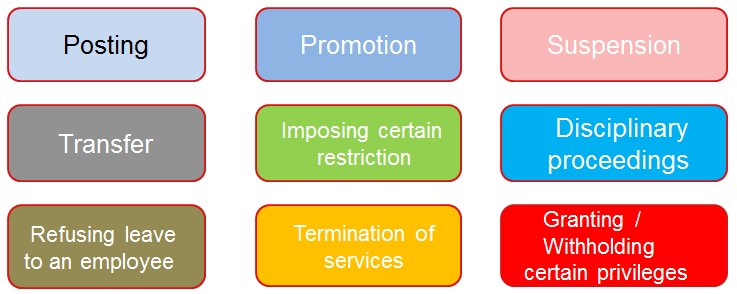 Posting
Promotion
Suspension
Transfer
Imposing certain
restriction
Disciplinary
proceedings
Refusing leave
to an employee
Termination of
services
Granting /
Withholding
certain privileges